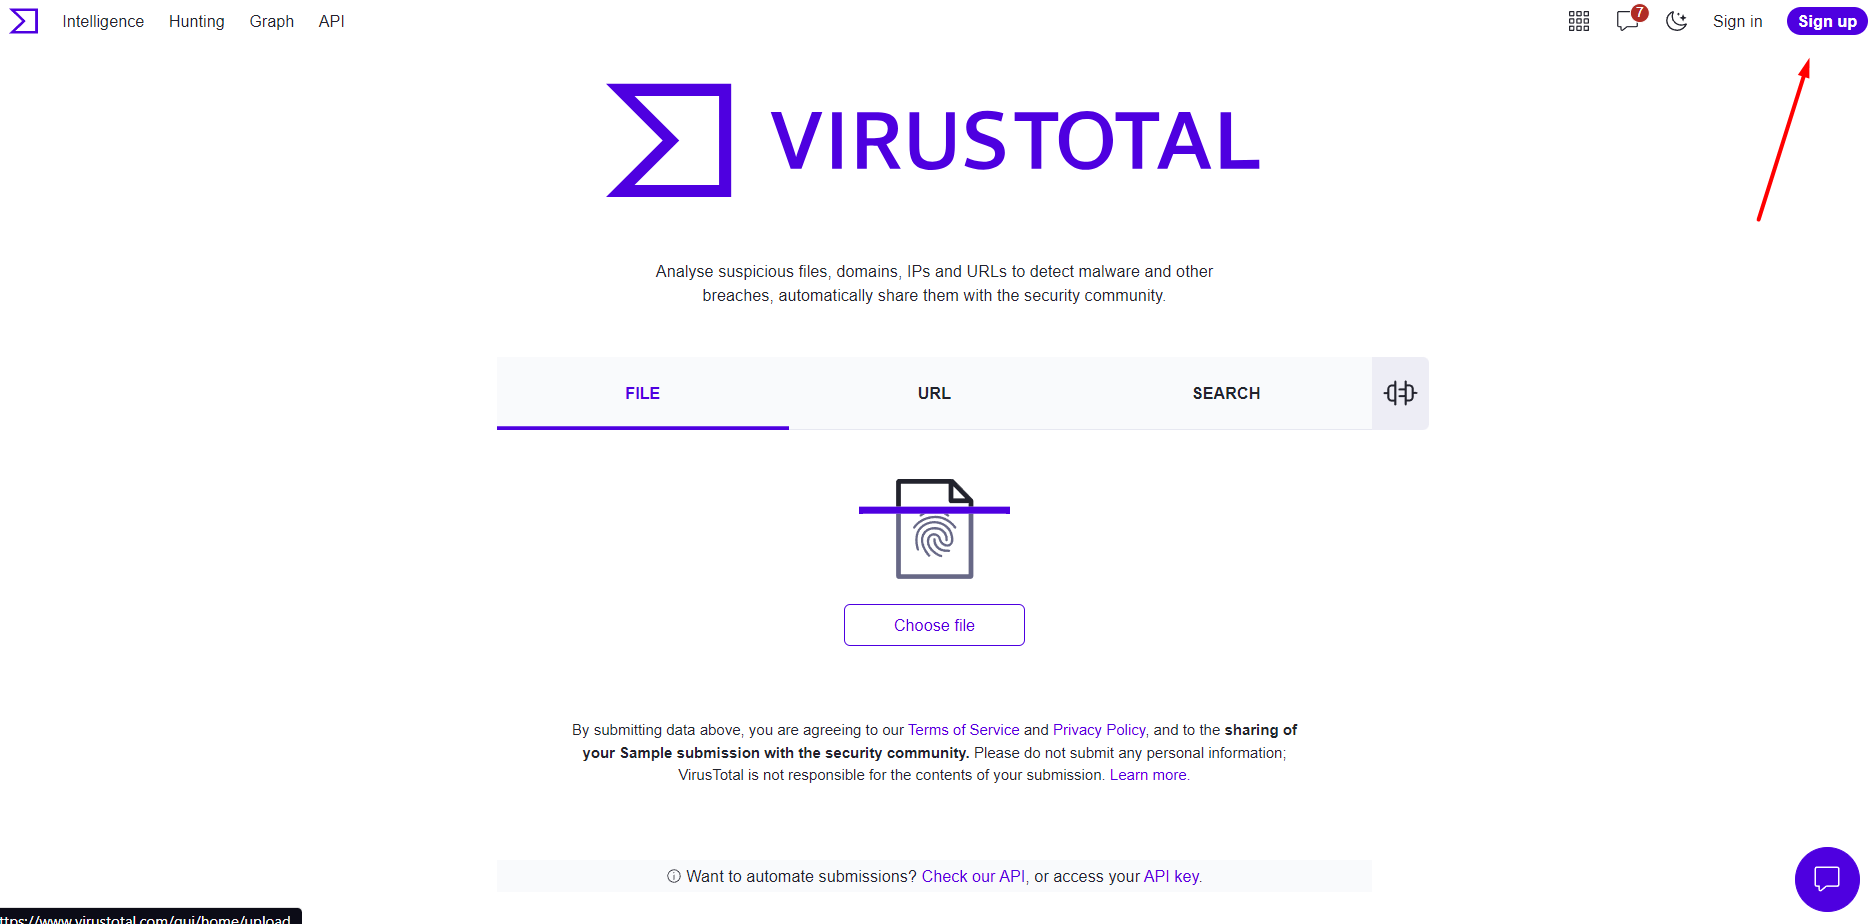 Intelligence Hunting Graph API 7 Sign in Sign up
VIRUSTOTAL
Analyse suspicious files, domains, IPs and URLs to detect malware and other
breaches, automatically share them with the security community.
FILE URL SEARCH
Choose file
By submitting data above, you are agreeing to our Terms of Service and Privacy Policy, and to the sharing of
your Sample submission with the security community. Please do not submit any personal information;
VirusTotal is not responsible for the contents of your submission. Learn more.
Want to automate submissions? Check our API, or access your API key.
ttps://www.virustotal.com/gui/home/upload